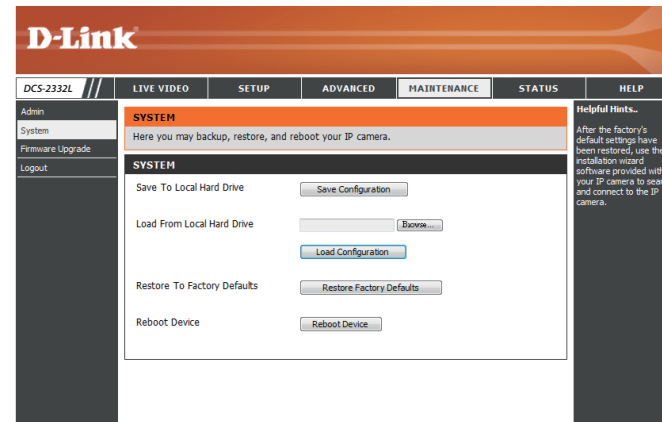 D-Link
DCS-2332L
LIVE VIDEO
SETUP
ADVANCED
MAINTENANCE
STATUS
HELP
Admin
System
Firmware Upgrade
Logout
SYSTEM
Here you may backup, restore, and reboot your IP camera.
SYSTEM
Save To Local Hard Drive
Save Configuration
Load From Local Hard Drive
Browse...
Load Configuration
Restore To Factory Defaults
Restore Factory Defaults
Reboot Device
Reboot Device
Helpful Hints..
After the factory's
default settings have
been restored, use the
installation wizard
software provided with
your IP camera to sear
and connect to the IP
camera.